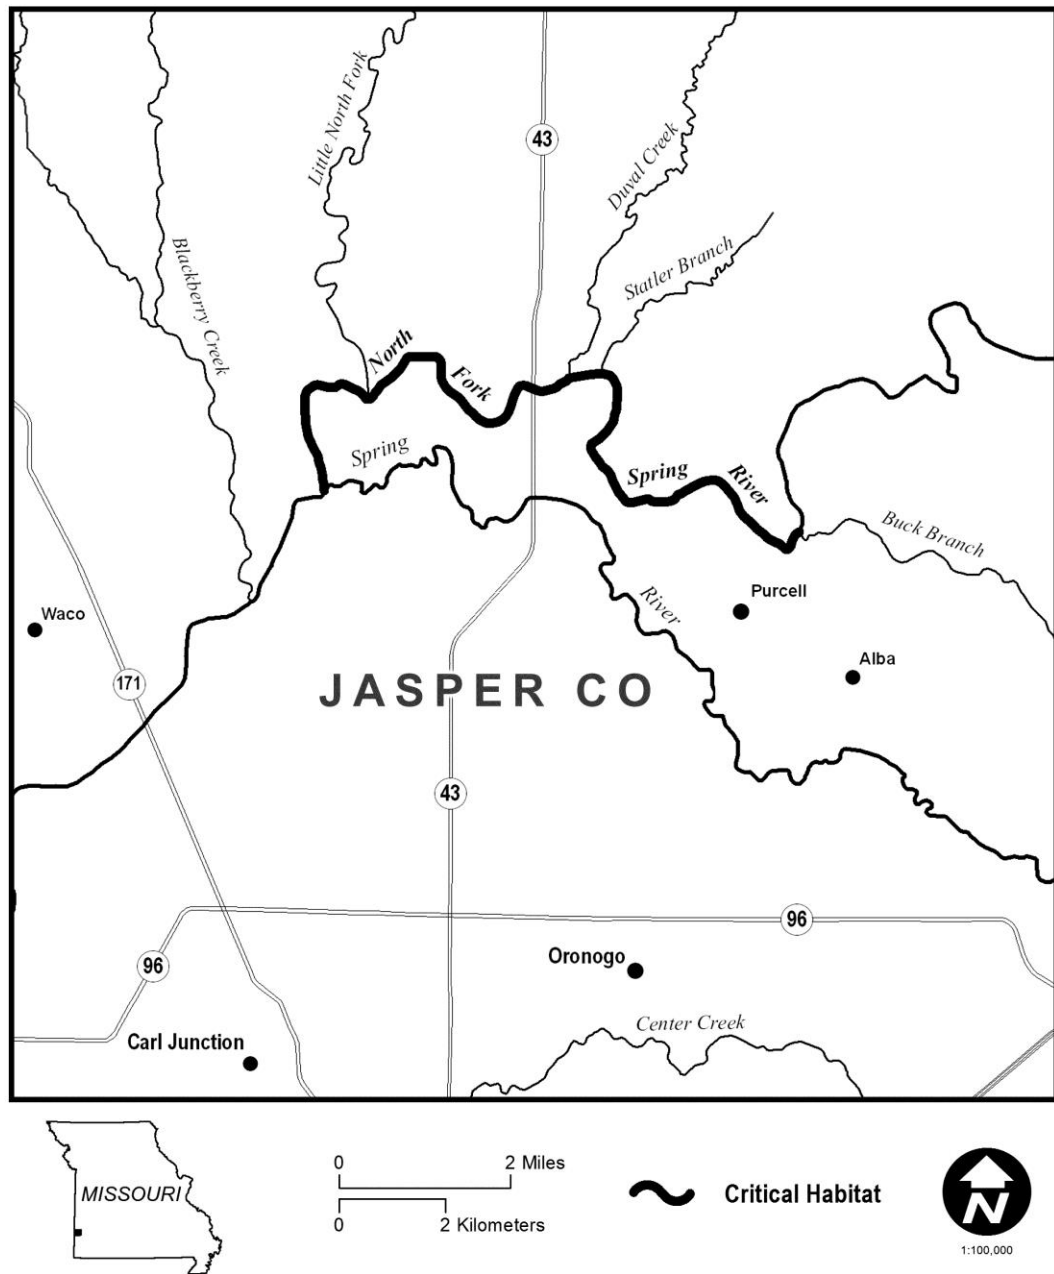 43
Little North Fork
Duval Creek
Statler Branch
Blackberry Creek
North
Fork
Spring
Spring
River
Buck Branch
Purcell
Waco
River
Alba
171
JASPER CO
43
96
Oronogo
96
Center Creek
Carl Junction
0
2 Miles
MISSOURI
Critical Habitat
N
0
2 Kilometers
1:100,000